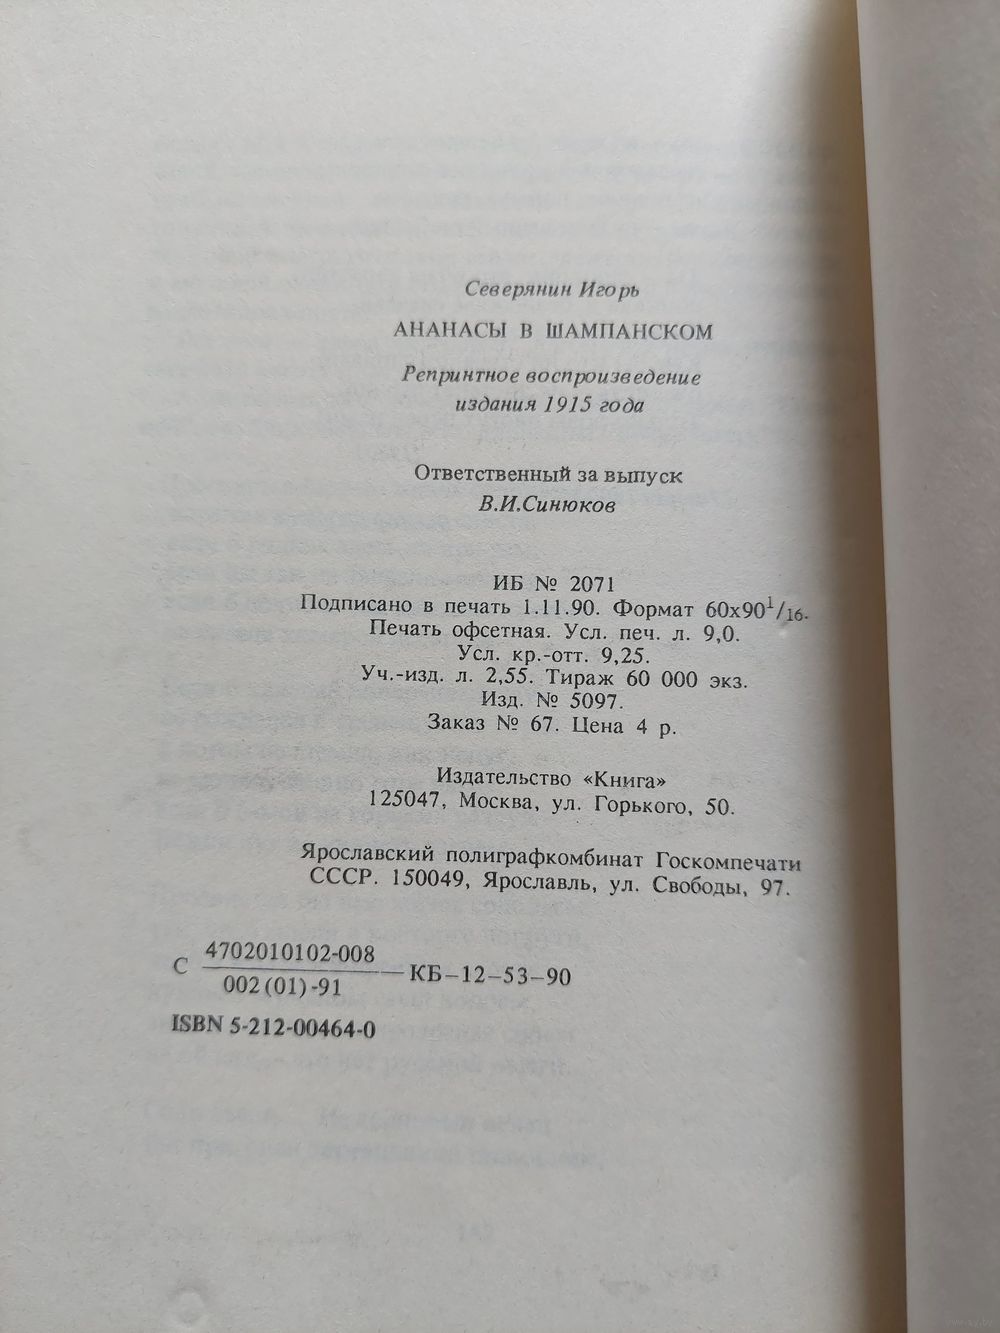 Северянин Игорь
АНАНАСЫ В ШАМПАНСКОМ
Репринтное воспроизведение
издания 1915 года
Ответственный за выпуск
В.И.Синюков
ИБ № 2071
Подписано в печать 1.11.90. Формат 60х90 1/16.
Печать офсетная. Усл. печ. л. 9,0.
Усл. кр.-отт. 9,25.
Уч.-изд. л. 2,55. Тираж 60 000 экз.
Изд. № 5097.
Заказ № 67. Цена 4 р.
Издательство «Книга»
125047, Москва, ул. Горького, 50.
Ярославский полиграфкомбинат Госкомпечати
СССР. 150049, Ярославль, ул. Свободы, 97.
С 4702010102-008
002(01)-91 КБ–12–53–90
ISBN 5-212-00464-0